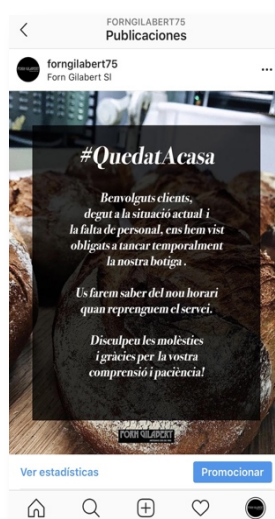 FORNGILABERT75
Publicaciones
forngilabert75
Forn Gilabert Sl
#QuedatAcasa
Benvolguts clients,
degut a la situació actual i
la falta de personal, ens hem vist
obligats a tancar temporalment
la nostra botiga .
Us farem saber del nou horari
quan reprenguem el servei.
Disculpeu les molèsties
i gràcies per la vostra
comprensió i paciència!
FORN GILABERT
Ver estadísticas
Promocionar